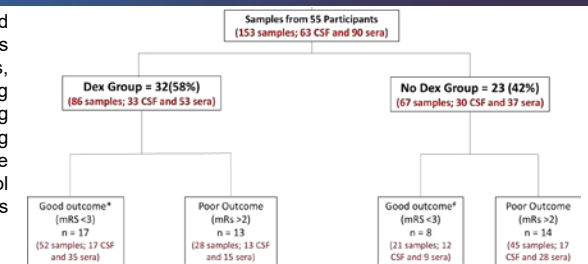 d
s
s,
g
g
g
e
ol
s
Samples from 55 Participants
(153 samples; 63 CSF and 90 sera)
Dex Group = 32(58%)
(86 samples; 33 CSF and 53 sera)
No Dex Group = 23 (42%)
(67 samples; 30 CSF and 37 sera)
Good outcome*
(mRS <3)
n = 17
(52 samples; 17 CSF
and 35 sera)
Poor Outcome
(mRs >2)
n = 13
(28 samples; 13 CSF
and 15 sera)
Good outcome#
(mRS <3)
n = 8
(21 samples; 12
CSF and 9 sera)
Poor Outcome
(mRs >2)
n = 14
(45 samples; 17
CSF and 28 sera)